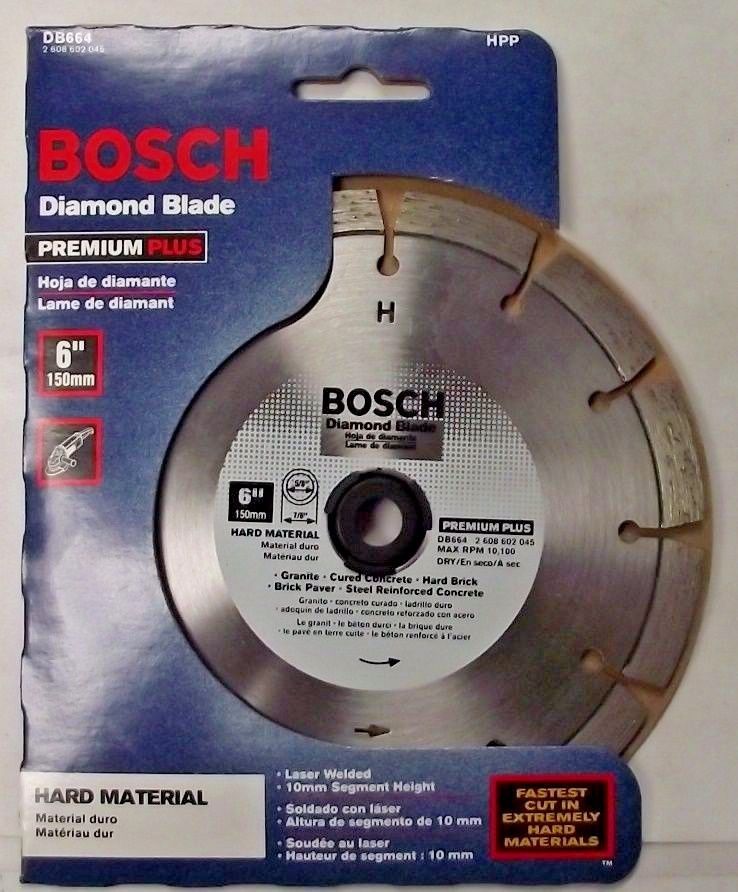 DB664
2 608 602 045
HPP
BOSCH
Diamond Blade
PREMIUM PLUS
Hoja de diamante
Lame de diamant
6"
150mm
H
BOSCH
Diamond Blade
Hoja de diamante
Lame de diamant
6"
150mm
5/8"
7/8"
HARD MATERIAL
Material duro
Matériau dur
PREMIUM PLUS
DB664 2 608 602 045
MAX RPM 10,100
DRY/En seco/A sec
• Granite • Cured Concrete • Hard Brick
• Brick Paver • Steel Reinforced Concrete
Granito • concreto curado • ladrillo duro
• adoquin de ladrillo • concreto reforzado con acero
Le granit • le béton durci • la brique dure
• le pavé en terre cuite • le béton renforcé à l'acier
HARD MATERIAL
Material duro
Matériau dur
• Laser Welded
• 10mm Segment Height
• Soldado con láser
• Altura de segmento de 10 mm
• Soudée au laser
• Hauteur de segment : 10 mm
FASTEST
CUT IN
EXTREMELY
HARD
MATERIALS
TM